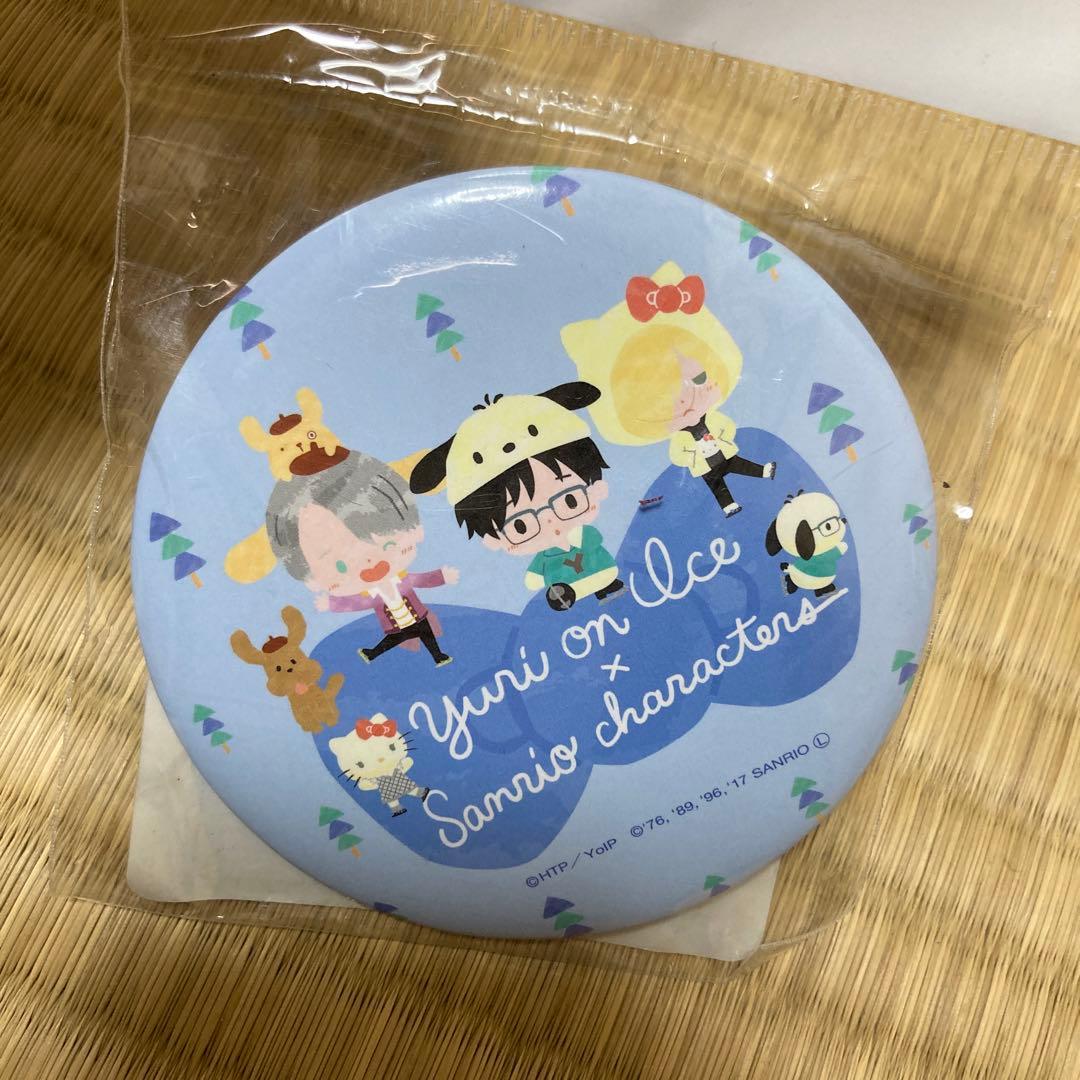 Yuri on Ice
×
Sanrio characters
©HTP/YoIP ©'76,'89,'96,'17 SANRIO Ⓛ
Y